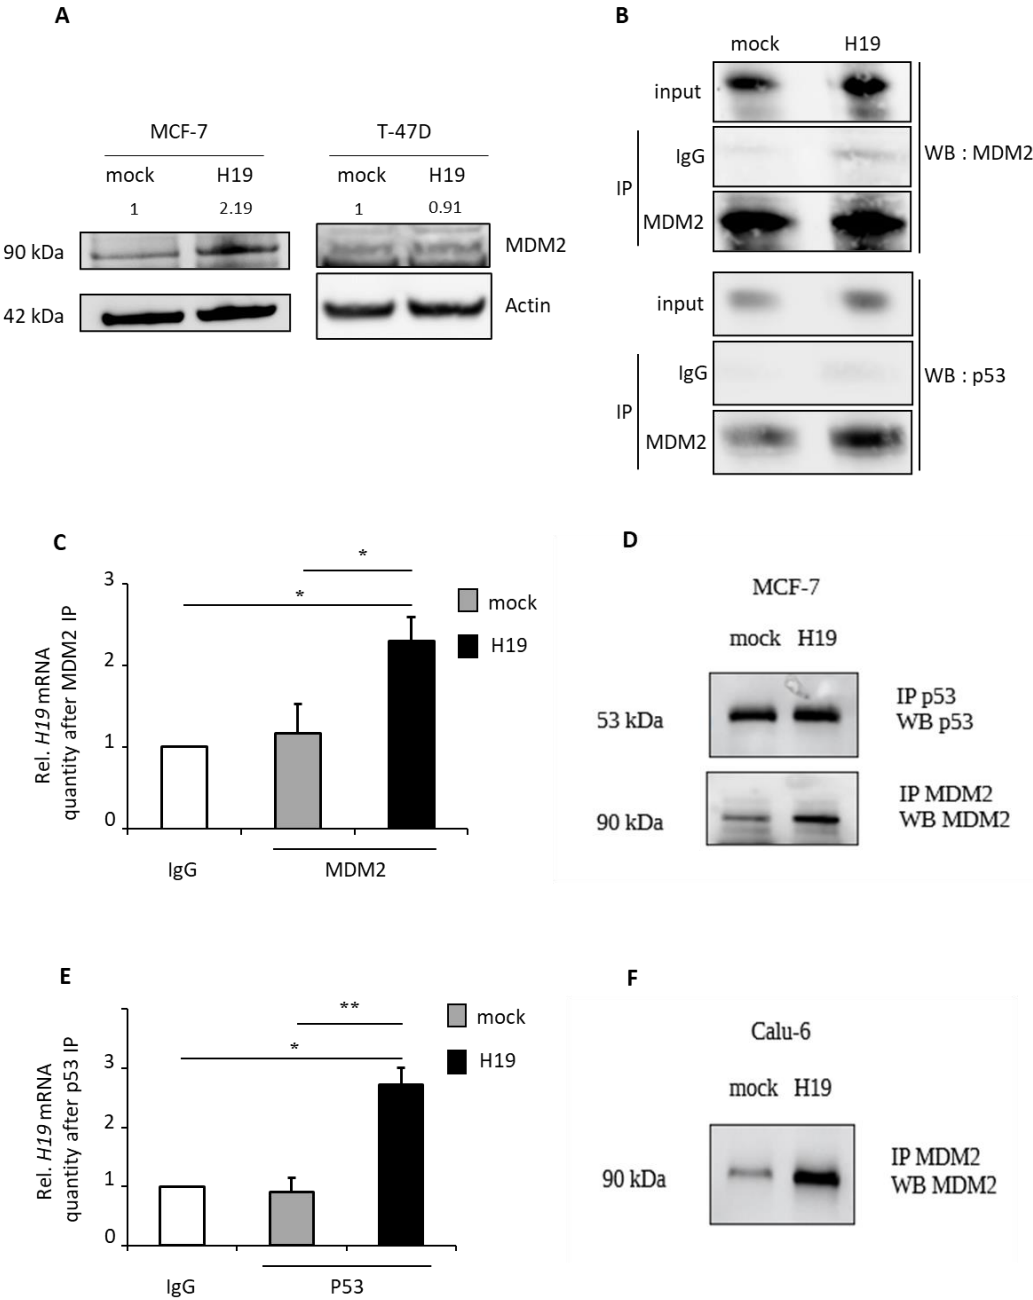 A
MCF-7
T-47D
mock H19 mock H19
1 2.19 1 0.91
90 kDa MDM2
42 kDa Actin
B
mock H19
input
IgG
IP
MDM2
WB : MDM2
input
IgG
IP
MDM2
WB : p53
C
Rel. H19 mRNA
quantity after MDM2 IP
3
2
1
0
*
*
mock
H19
IgG MDM2
D
MCF-7
mock H19
53 kDa
IP p53
WB p53
90 kDa
IP MDM2
WB MDM2
E
Rel. H19 mRNA
quantity after p53 IP
3
2
1
0
**
*
mock
H19
IgG P53
F
Calu-6
mock H19
90 kDa
IP MDM2
WB MDM2